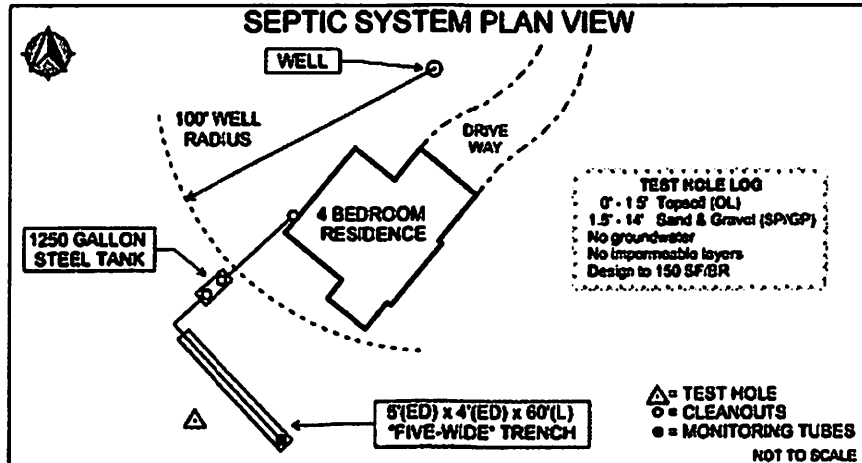 SEPTIC SYSTEM PLAN VIEW
WELL
100' WELL
RADIUS
DRIVE
WAY
4 BEDROOM
RESIDENCE
TEST HOLE LOG
0' - 1.5' Topsoil (OL)
1.5' - 14' Sand & Gravel (SP/GP)
No groundwater
No impermeable layers
Design to 150 SF/BR
1250 GALLON
STEEL TANK
5'(ED) x 4'(ED) x 60'(L)
"FIVE-WIDE" TRENCH
= TEST HOLE
= CLEANOUTS
= MONITORING TUBES
NOT TO SCALE